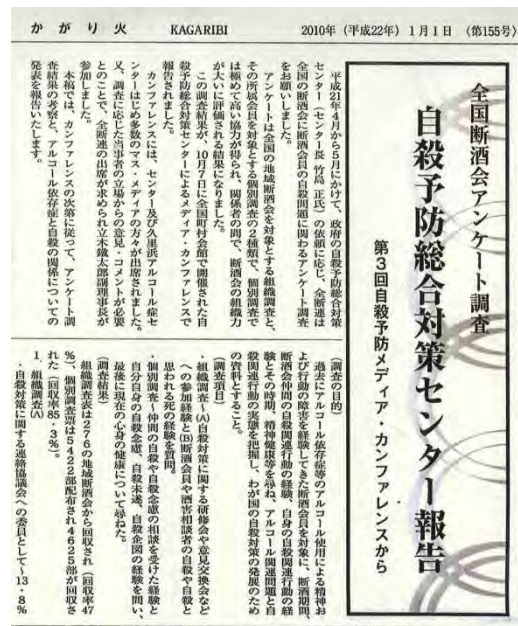 かがり火
KAGARIBI
2010年（平成22年）1月1日（第155号）
全国断酒会アンケート調査
自殺予防総合対策センター報告
第3回自殺予防メディア・カンファレンスから
平成21年4月から5月にかけて、政府の自殺予防総合対策
センター（センター長 竹島 正氏）の依頼に応じ、全断連は
全国の断酒会に断酒会員の自殺問題に関わるアンケート調査
をお願いしました。
アンケートは全国の地域断酒会を対象とする組織調査と、
その所属会員を対象とする個別調査の2種類で、個別調査で
は極めて高い協力が得られ、関係者の間で、断酒会の組織力
が大いに評価される結果になりました。
この調査結果が、10月7日に全国町村会館で開催された自
殺予防総合対策センターによるメディア・カンファレンスで
報告されました。
カンファレンスには、センター及び久里浜アルコール症セ
ンターはじめ多数のマス・メディアの方々が出席されました。
又、調査に応じた当事者の立場からの意見・コメントが必要
とのことで、全断連の出席が求められ立木鐵太郎副理事長が
参加しました。
本稿では、カンファレンスの次第に従って、アンケート調
査結果の考察と、アルコール依存症と自殺の関係についての
発表を報告いたします。
（調査の目的）
過去にアルコール依存症等のアルコール使用による精神お
よび行動の障害を経験してきた断酒会員を対象に、断酒期間、
断酒会仲間の自殺関連行動の経験、自身の自殺関連行動の経
験とその時期、精神健康等を尋ね、アルコール関連問題と自
殺関連行動の実態を把握し、わが国の自殺対策の発展のため
の資料とすること。
（調査項目）
・組織調査～(A)自殺対策に関する研修会や意見交換会など
への参加経験と(B)断酒会員や酒害相談者の自殺や自殺と
思われる死の経験を質問。
・個別調査～仲間の自殺や自殺念慮の相談を受けた経験と
自分自身の自殺念慮、自殺未遂、自殺企図の経験を問い、
最後に現在の心身の健康について尋ねた。
（調査結果）
組織調査表は276の地域断酒会から回収され（回収率47
％）、個別調査票は5422部配布され4625部が回収さ
れた（回収率85・3％）。
1．組織調査(A)
・自殺対策に関する連絡協議会への委員として～13・8％